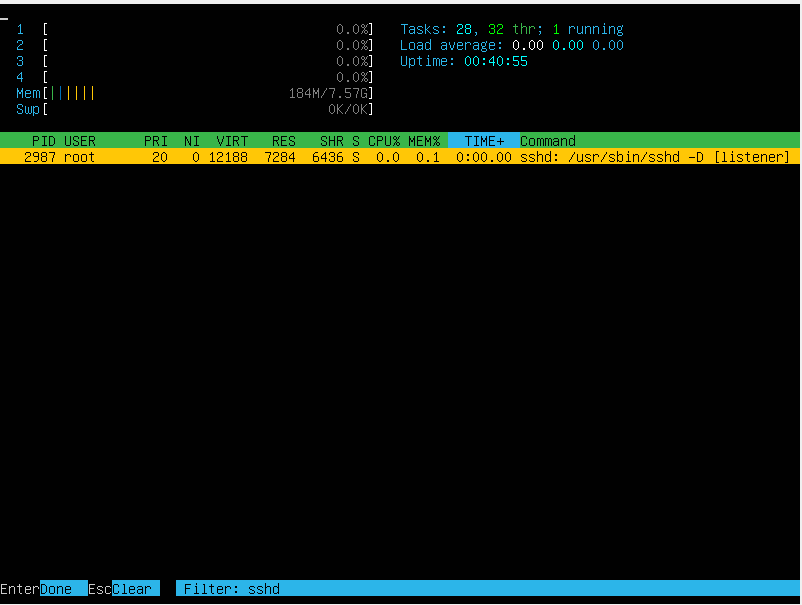 1 [ 0.0%] Tasks: 28, 32 thr; 1 running
2 [ 0.0%] Load average: 0.00 0.00 0.00
3 [ 0.0%] Uptime: 00:40:55
4 [ 0.0%]
Mem[|||||| 184M/7.57G]
Swp[ 0K/0K]
PID USER PRI NI VIRT RES SHR S CPU% MEM% TIME+ Command
2987 root 20 0 12188 7284 6436 S 0.0 0.1 0:00.00 sshd: /usr/sbin/sshd -D [listener]
EnterDone EscClear Filter: sshd